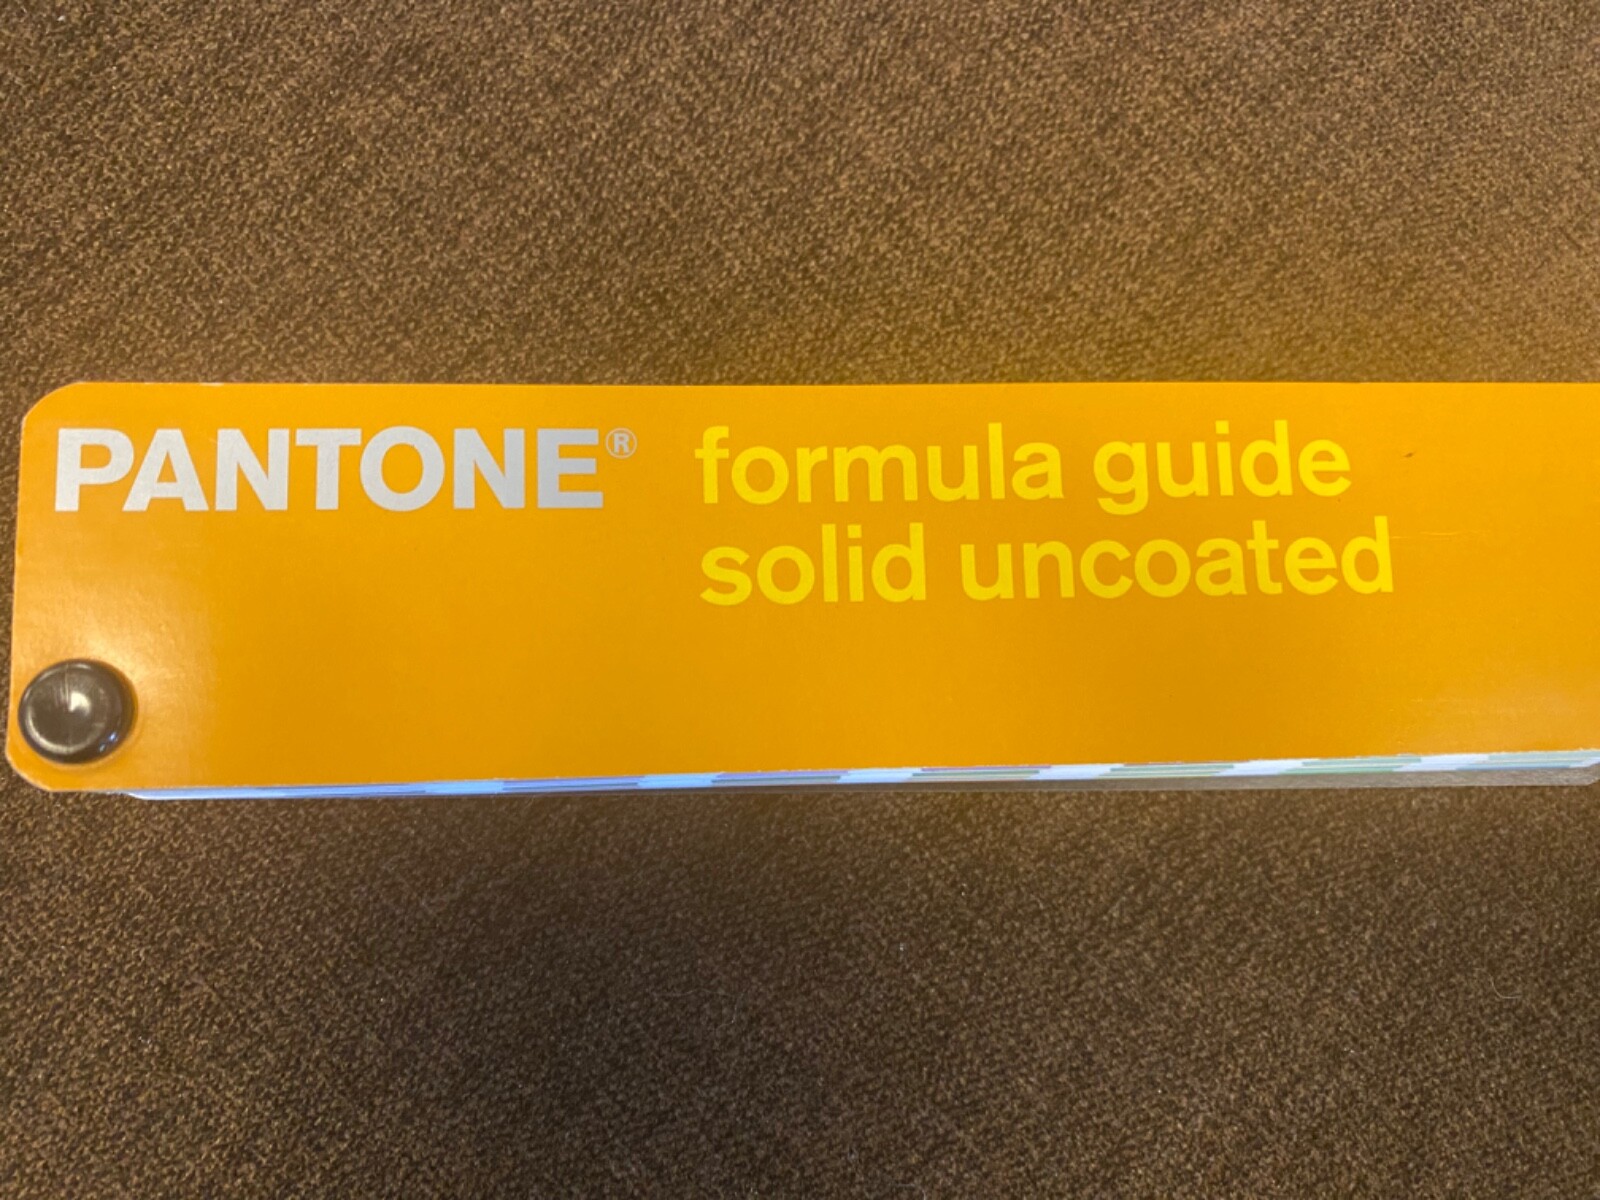 PANTONE® formula guide
solid uncoated